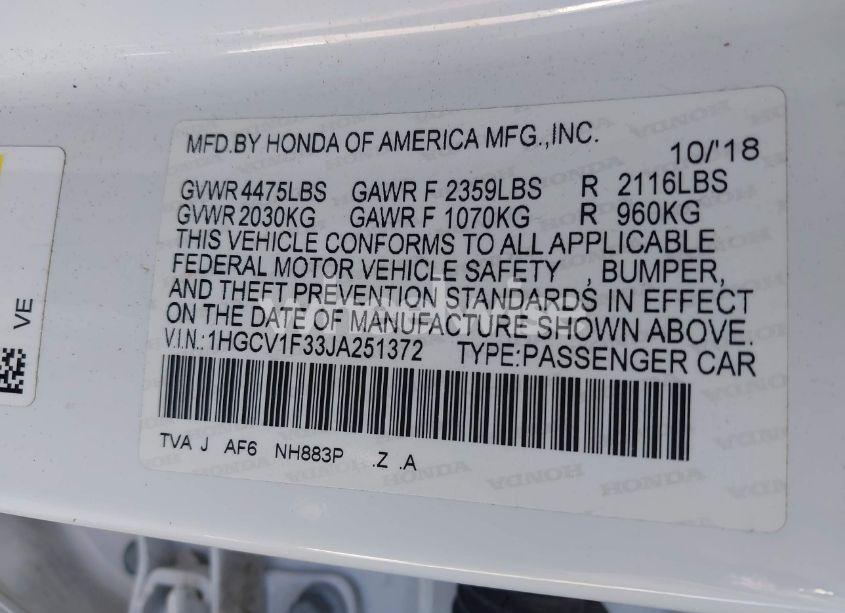 MFD.BY HONDA OF AMERICA MFG.,INC. 10/'18
GVWR 4475LBS GAWR F 2359LBS R 2116LBS
GVWR 2030KG GAWR F 1070KG R 960KG
THIS VEHICLE CONFORMS TO ALL APPLICABLE
FEDERAL MOTOR VEHICLE SAFETY , BUMPER,
AND THEFT PREVENTION STANDARDS IN EFFECT
ON THE DATE OF MANUFACTURE SHOWN ABOVE.
V.I.N.:1HGCV1F33JA251372 TYPE:PASSENGER CAR
TVA J AF6 NH883P .Z .A
VE